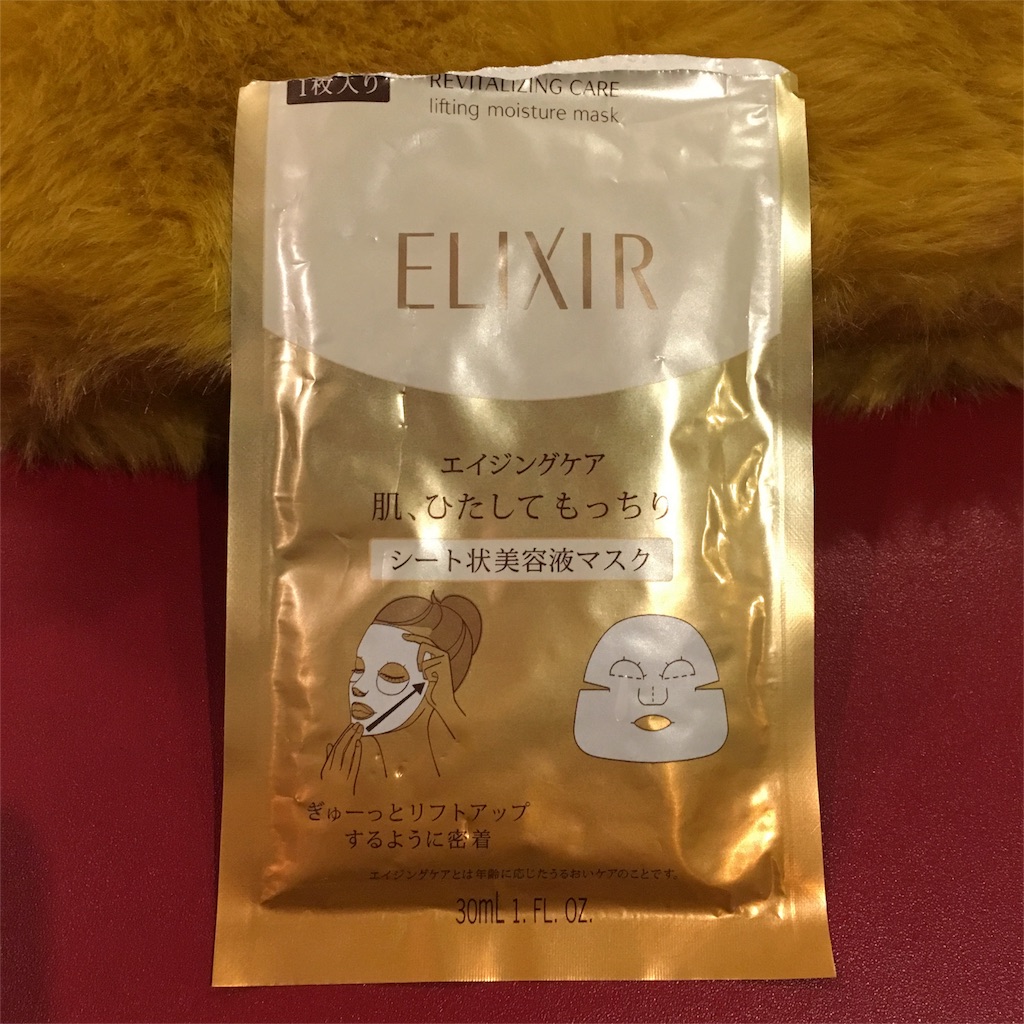 1枚入り
REVITALIZING CARE
lifting moisture mask
ELIXIR
エイジングケア
肌、ひたして もっちり
シート状美容液マスク
ぎゅーっとリフトアップ
するように密着
エイジングケアとは年齢に応じたうるおいケアのことです。
30mL 1. FL. OZ.